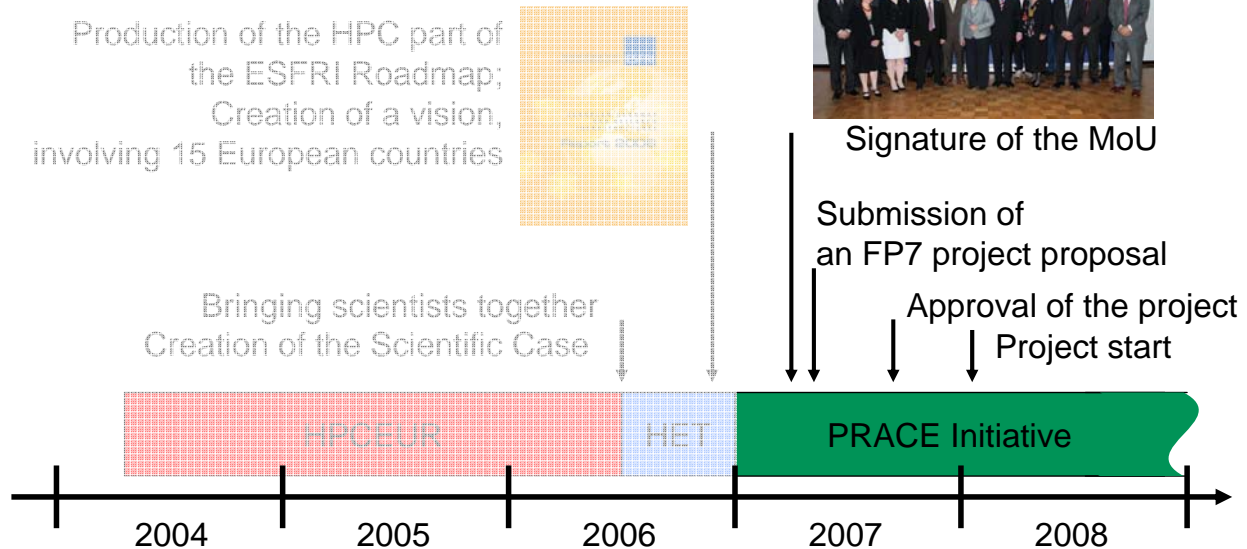 Production of the HPC part of
the ESFRI Roadmap;
Creation of a vision,
involving 15 European countries
Signature of the MoU
Submission of
an FP7 project proposal
Bringing scientists together
Creation of the Scientific Case
Approval of the project
Project start
HPCEUR
HET
PRACE Initiative
2004
2005
2006
2007
2008